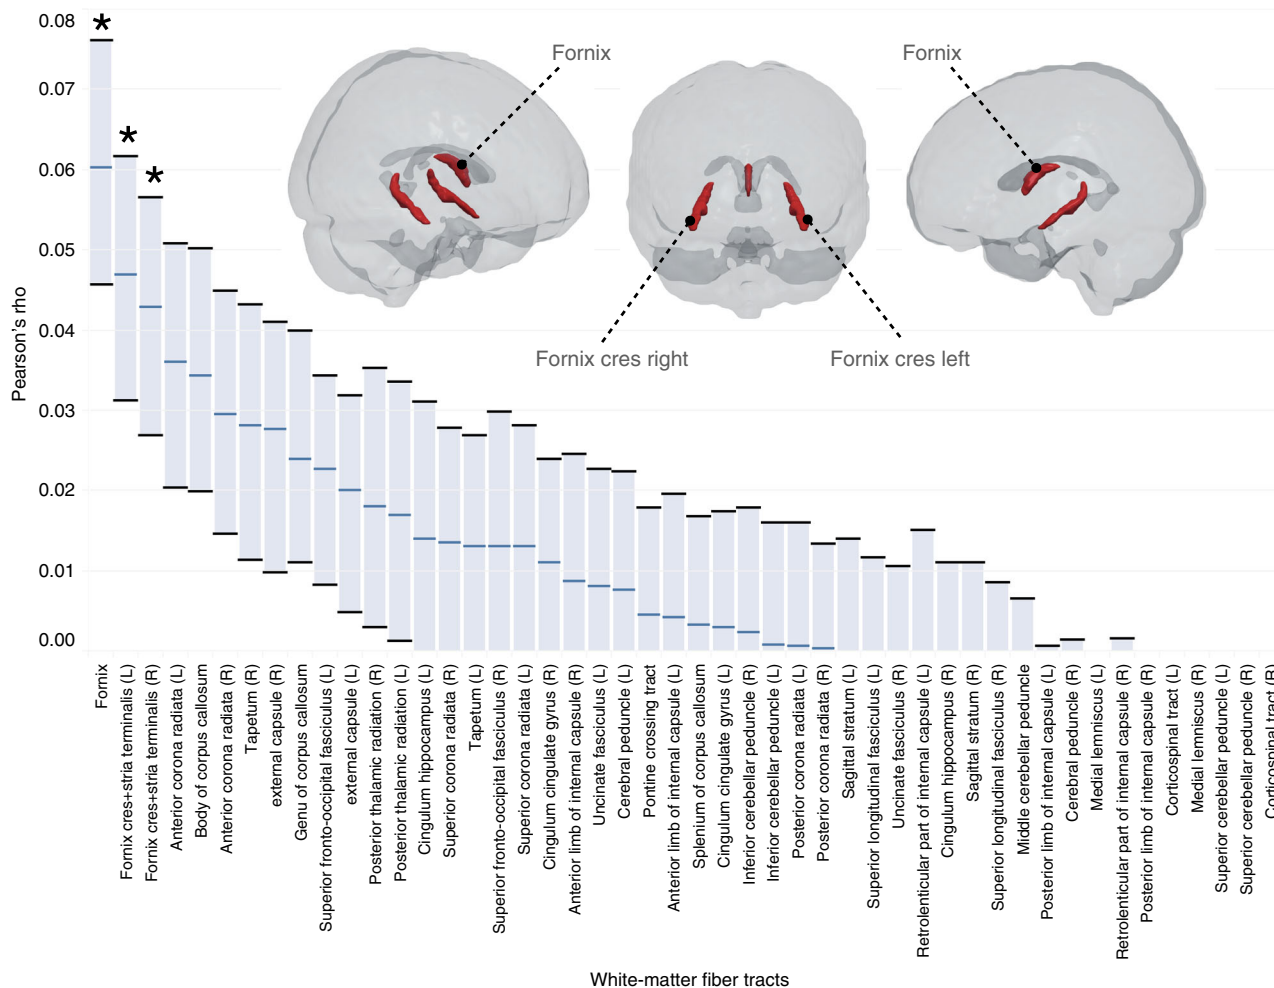 0.08
0.07
0.06
0.05
0.04
0.03
0.02
0.01
0.00
Pearson's rho
*
*
*
Fornix
Fornix
Fornix cres right
Fornix cres left
Fornix
Fornix cres+stria terminalis (L)
Fornix cres+stria terminalis (R)
Anterior corona radiata (L)
Body of corpus callosum
Anterior corona radiata (R)
Tapetum (R)
external capsule (R)
Genu of corpus callosum
Superior fronto-occipital fasciculus (L)
external capsule (L)
Posterior thalamic radiation (R)
Posterior thalamic radiation (L)
Cingulum hippocampus (L)
Superior corona radiata (R)
Tapetum (L)
Superior fronto-occipital fasciculus (R)
Superior corona radiata (L)
Cingulum cingulate gyrus (R)
Anterior limb of internal capsule (R)
Uncinate fasciculus (L)
Cerebral peduncle (L)
Pontine crossing tract
Anterior limb of internal capsule (L)
Splenium of corpus callosum
Cingulum cingulate gyrus (L)
Inferior cerebellar peduncle (R)
Inferior cerebellar peduncle (L)
Posterior corona radiata (L)
Posterior corona radiata (R)
Sagittal stratum (L)
Superior longitudinal fasciculus (L)
Uncinate fasciculus (R)
Retrolenticular part of internal capsule (L)
Cingulum hippocampus (R)
Sagittal stratum (R)
Superior longitudinal fasciculus (R)
Middle cerebellar peduncle
Posterior limb of internal capsule (L)
Cerebral peduncle (R)
Medial lemniscus (L)
Retrolenticular part of internal capsule (R)
Posterior limb of internal capsule (R)
Corticospinal tract (L)
Medial lemniscus (R)
Superior cerebellar peduncle (L)
Superior cerebellar peduncle (R)
Corticospinal tract (R)
White-matter fiber tracts